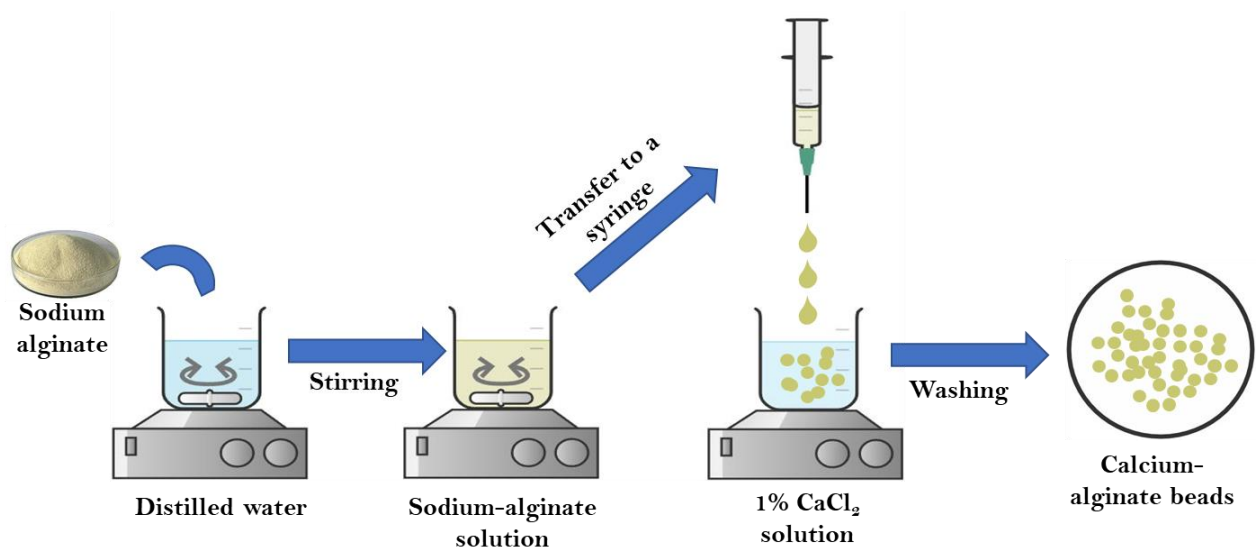 Sodium
alginate
Distilled water
Stirring
Sodium-alginate
solution
Transfer to a
syringe
1% CaCl₂
solution
Washing
Calcium-
alginate beads